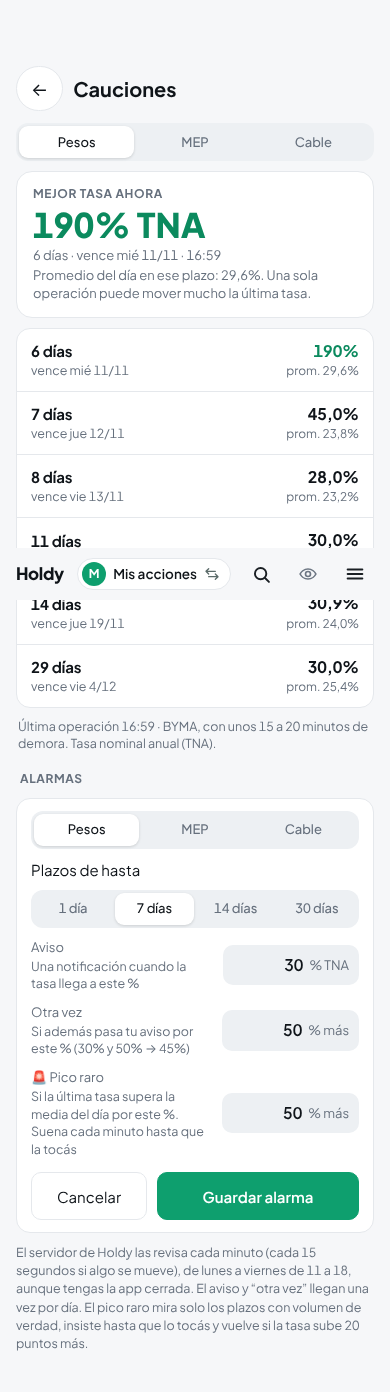 ← Cauciones
Pesos MEP Cable
MEJOR TASA AHORA
190% TNA
6 días · vence mié 11/11 · 16:59
Promedio del día en ese plazo: 29,6%. Una sola
operación puede mover mucho la última tasa.
6 días 190%
vence mié 11/11 prom. 29,6%
7 días 45,0%
vence jue 12/11 prom. 23,8%
8 días 28,0%
vence vie 13/11 prom. 23,2%
11 días 30,0%
Holdy M Mis acciones
14 días 30,9%
vence jue 19/11 prom. 24,0%
29 días 30,0%
vence vie 4/12 prom. 25,4%
Última operación 16:59 · BYMA, con unos 15 a 20 minutos de
demora. Tasa nominal anual (TNA).
ALARMAS
Pesos MEP Cable
Plazos de hasta
1 día 7 días 14 días 30 días
Aviso
Una notificación cuando la
tasa llega a este %
30 % TNA
Otra vez
Si además pasa tu aviso por
este % (30% y 50% → 45%)
50 % más
🚨 Pico raro
Si la última tasa supera la
media del día por este %.
Suena cada minuto hasta que
la tocás
50 % más
Cancelar Guardar alarma
El servidor de Holdy las revisa cada minuto (cada 15
segundos si algo se mueve), de lunes a viernes de 11 a 18,
aunque tengas la app cerrada. El aviso y “otra vez” llegan una
vez por día. El pico raro mira solo los plazos con volumen de
verdad, insiste hasta que lo tocás y vuelve si la tasa sube 20
puntos más.